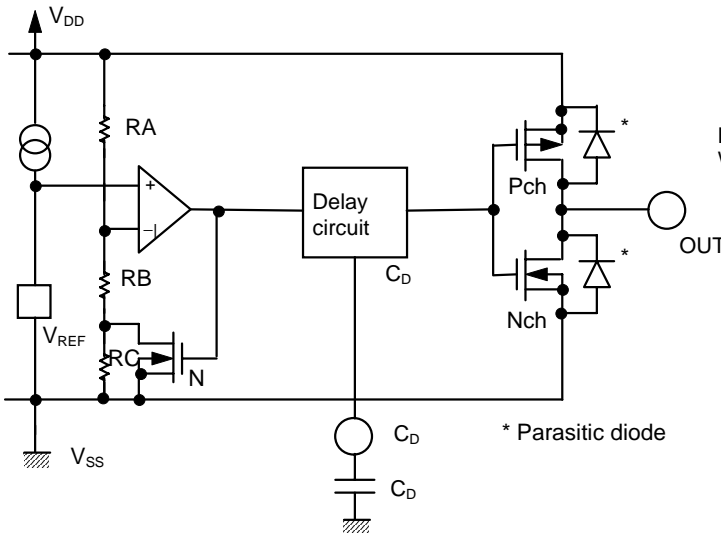 VDD
RA
+
Delay
circuit
−
RB
CD
VREF
RC
N
Pch
*
OUT
*
Nch
VSS
CD
CD
* Parasitic diode